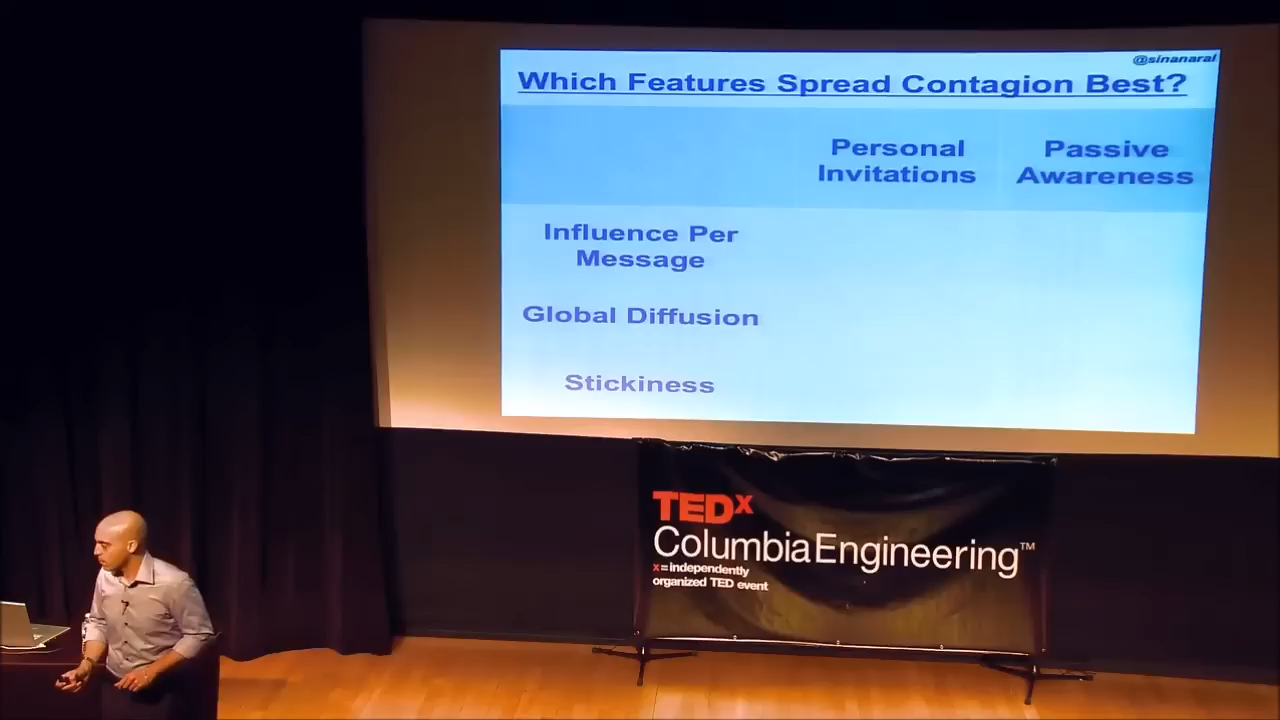 @sinanaral
Which Features Spread Contagion Best?
Personal Passive
Invitations Awareness
Influence Per
Message
Global Diffusion
Stickiness
TEDx
ColumbiaEngineering™
x=independently
organized TED event